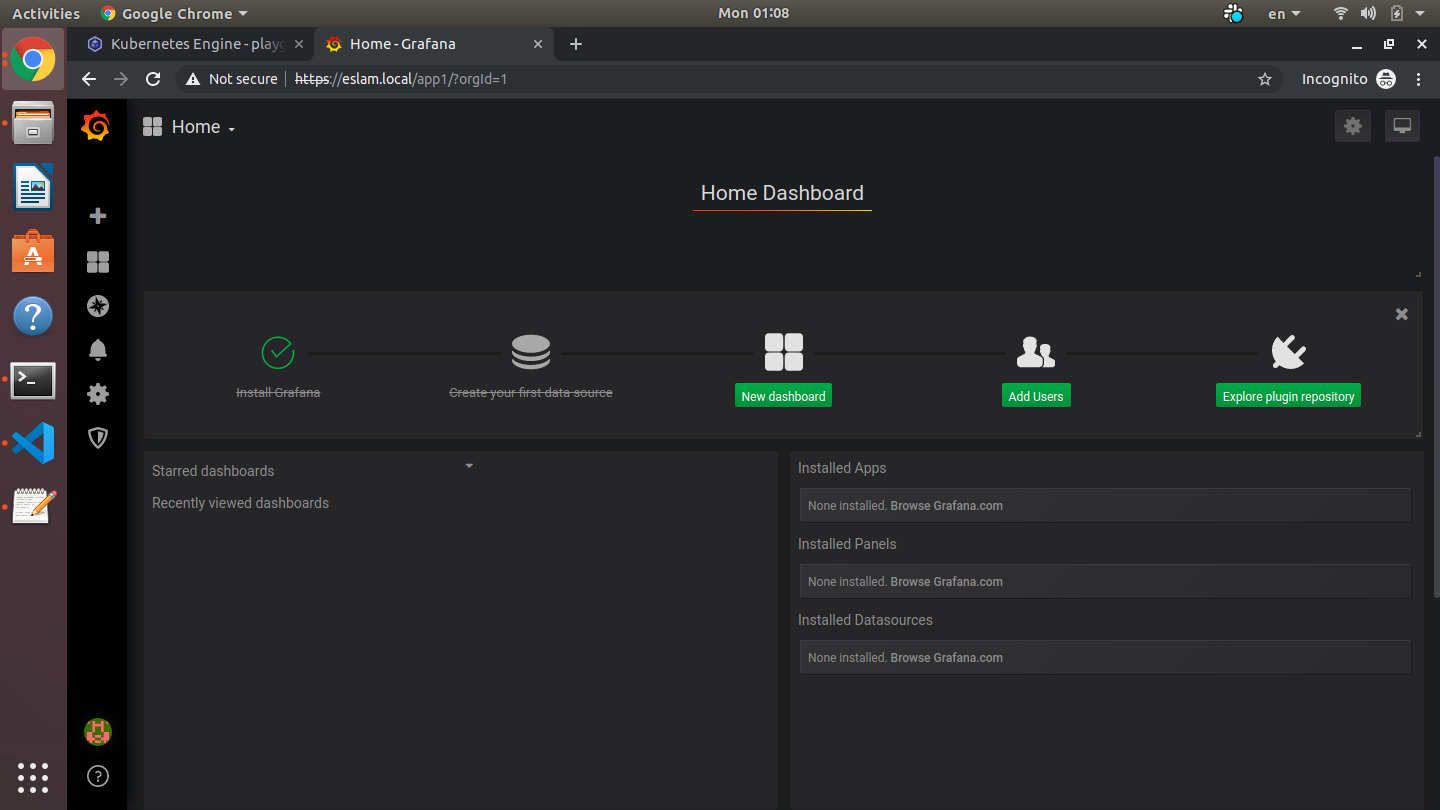 Activities Google Chrome Mon 01:08 en
Kubernetes Engine - playg Home - Grafana
Not secure https://eslam.local/app1/?orgId=1 Incognito
Home
Home Dashboard
Install Grafana Create your first data source New dashboard Add Users Explore plugin repository
Starred dashboards
Recently viewed dashboards
Installed Apps
None installed. Browse Grafana.com
Installed Panels
None installed. Browse Grafana.com
Installed Datasources
None installed. Browse Grafana.com